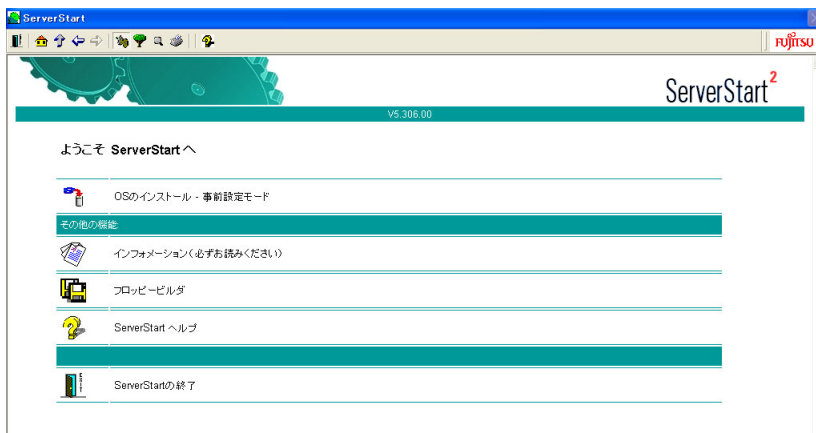 ServerStart
FUJITSU
ServerStart²
V5.306.00
ようこそ ServerStart へ
OSのインストール - 事前設定モード
その他の機能:
インフォメーション(必ずお読みください)
フロッピービルダ
ServerStart ヘルプ
EXIT
ServerStartの終了